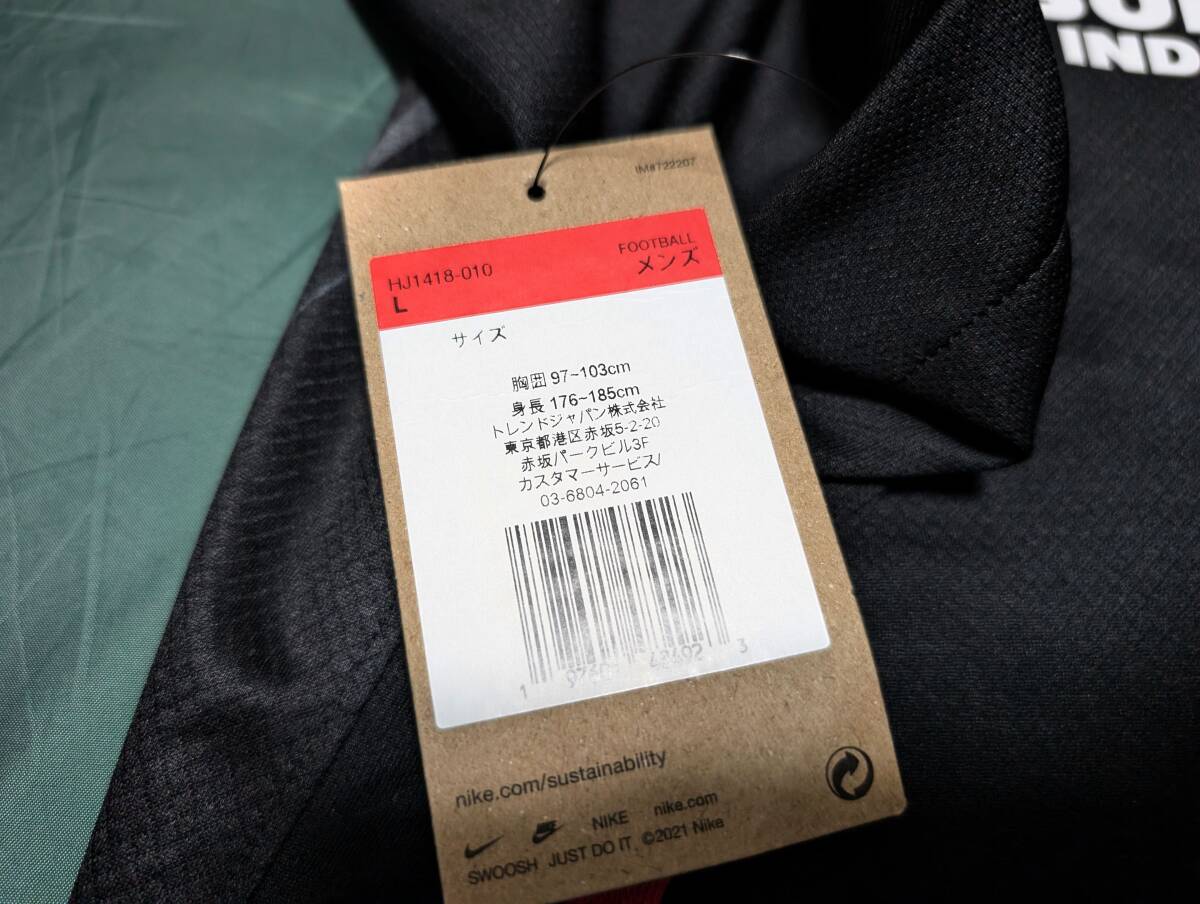 IND
IM#722207
HJ1418-010
FOOTBALL
L
メンズ
サイズ
胸囲 97~103cm
身長 176~185cm
トレンドジャパン株式会社
東京都港区赤坂5-2-20
赤坂パークビル3F
カスタマーサービス/
03-6804-2061
1 3
nike.com/sustainability
NIKE nike.com
SWOOSH JUST DO IT ©2021 Nike